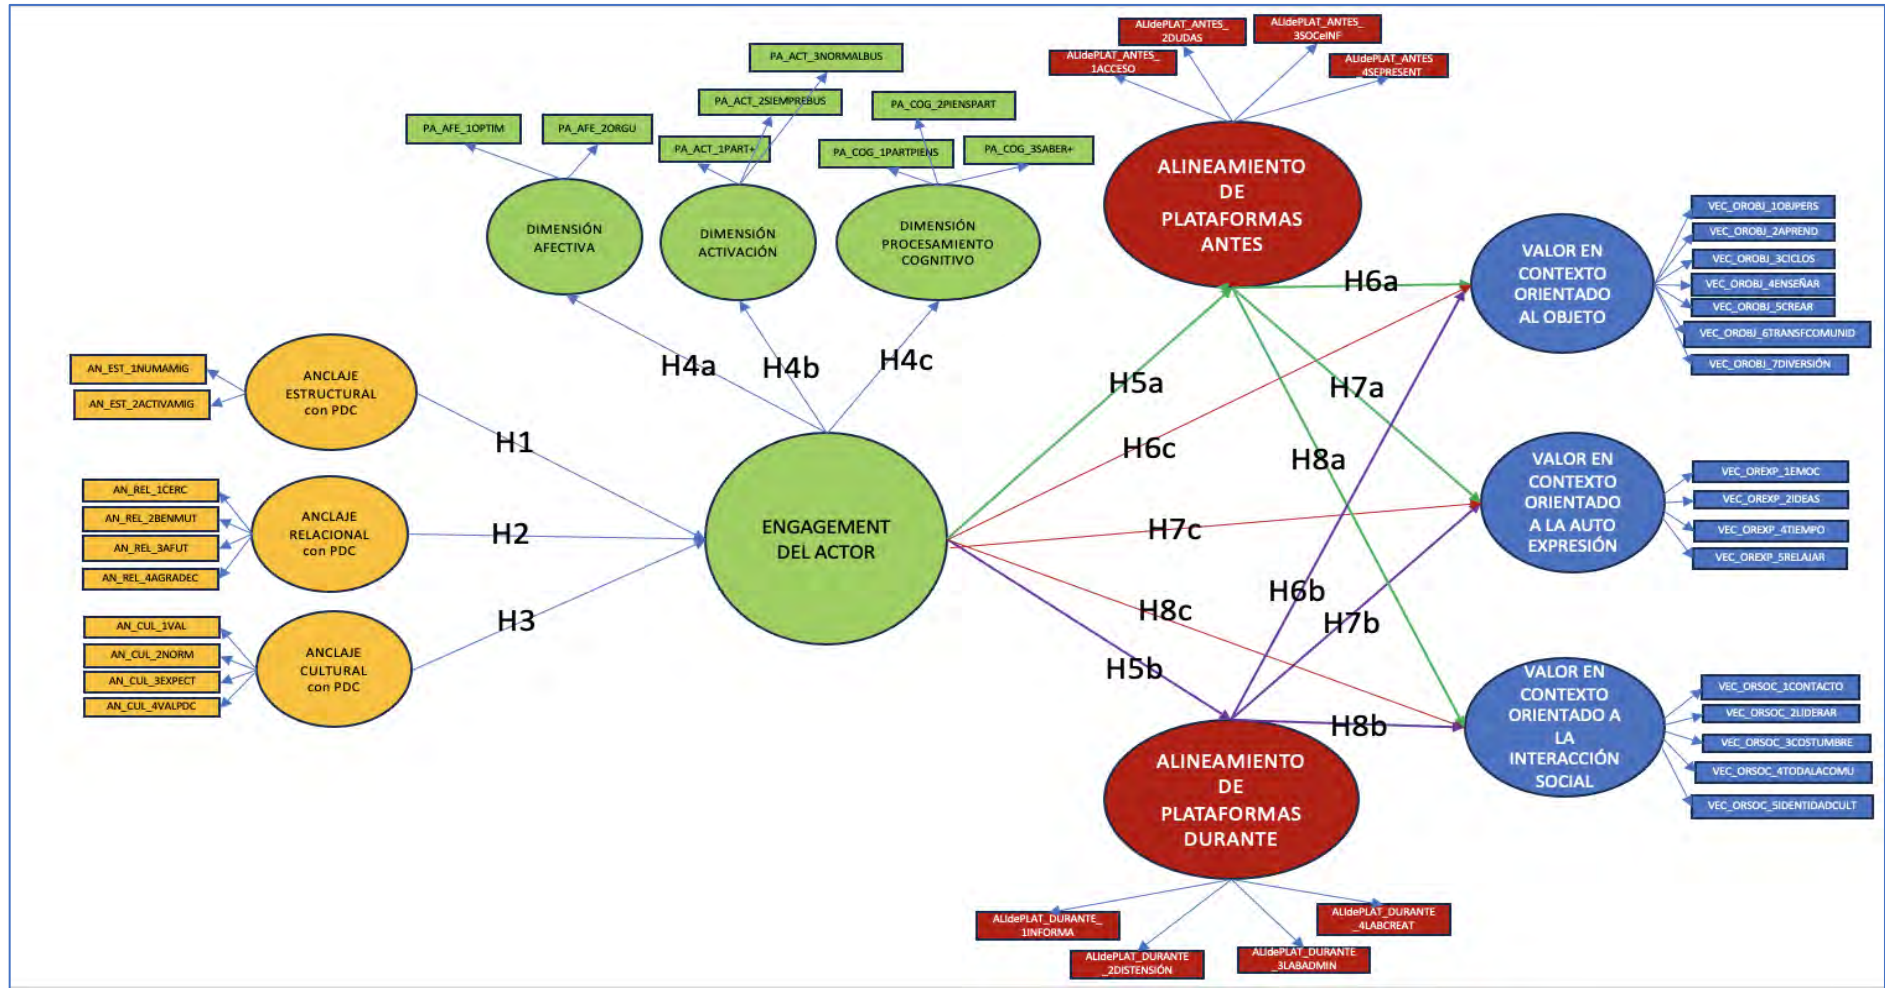 ALIdePLAT_ANTES_
2DUDAS
ALIdePLAT_ANTES_
3SOCeINF
ALIdePLAT_ANTES_
1ACCESO
ALIdePLAT_ANTES
_4SEPRESENT
PA_ACT_3NORMALBUS
PA_ACT_2SIEMPREBUS
PA_COG_2PIENSPART
PA_AFE_1OPTIM
PA_AFE_2ORGU
PA_ACT_1PART+
PA_COG_1PARTPIENS
PA_COG_3SABER+
DIMENSIÓN
AFECTIVA
DIMENSIÓN
ACTIVACIÓN
DIMENSIÓN
PROCESAMIENTO
COGNITIVO
ALINEAMIENTO
DE
PLATAFORMAS
ANTES
VALOR EN
CONTEXTO
ORIENTADO
AL OBJETO
VEC_OROBJ_1OBJPERS
VEC_OROBJ_2APREND
VEC_OROBJ_3CICLOS
VEC_OROBJ_4ENSEÑAR
VEC_OROBJ_5CREAR
VEC_OROBJ_6TRANSFCOMUNID
VEC_OROBJ_7DIVERSIÓN
H6a
H4a
H4b
H4c
H5a
H7a
AN_EST_1NUMAMIG
AN_EST_2ACTIVAMIG
ANCLAJE
ESTRUCTURAL
con PDC
H1
H6c
H8a
AN_REL_1CERC
AN_REL_2BENMUT
AN_REL_3AFUT
AN_REL_4AGRADEC
ANCLAJE
RELACIONAL
con PDC
H2
ENGAGEMENT
DEL ACTOR
H7c
VALOR EN
CONTEXTO
ORIENTADO
A LA AUTO
EXPRESIÓN
VEC_OREXP_1EMOC
VEC_OREXP_2IDEAS
VEC_OREXP_4TIEMPO
VEC_OREXP_5RELAJAR
H6b
H8c
H7b
AN_CUL_1VAL
AN_CUL_2NORM
AN_CUL_3EXPECT
AN_CUL_4VALPDC
ANCLAJE
CULTURAL
con PDC
H3
H5b
H8b
VALOR EN
CONTEXTO
ORIENTADO A
LA
INTERACCIÓN
SOCIAL
VEC_ORSOC_1CONTACTO
VEC_ORSOC_2LIDERAR
VEC_ORSOC_3COSTUMBRE
VEC_ORSOC_4TODALACOMU
VEC_ORSOC_5IDENTIDADCULT
ALINEAMIENTO
DE
PLATAFORMAS
DURANTE
ALIdePLAT_DURANTE_
1INFORMA
ALIdePLAT_DURANTE
_2DISTENSIÓN
ALIdePLAT_DURANTE
_3LABADMIN
ALIdePLAT_DURANTE
_4LABCREAT